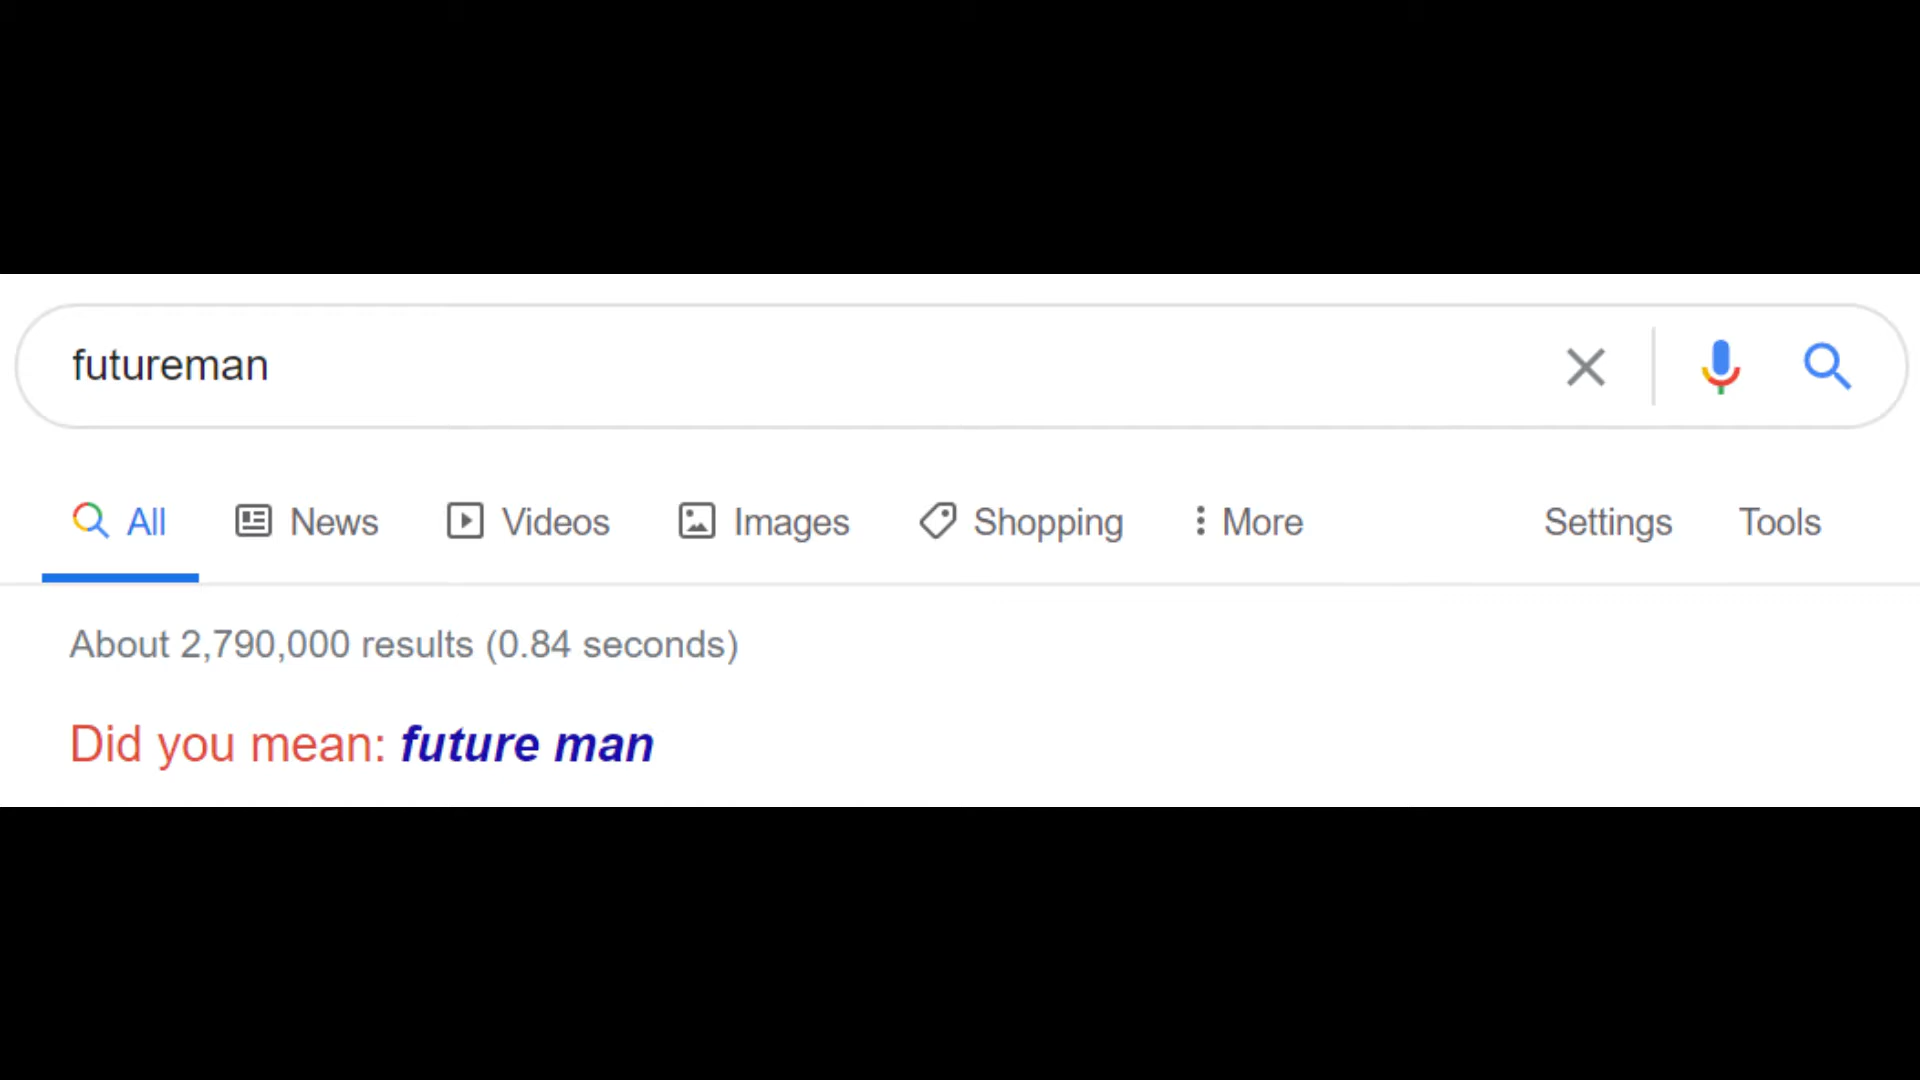 futureman
All News Videos Images Shopping More Settings Tools
About 2,790,000 results (0.84 seconds)
Did you mean: future man